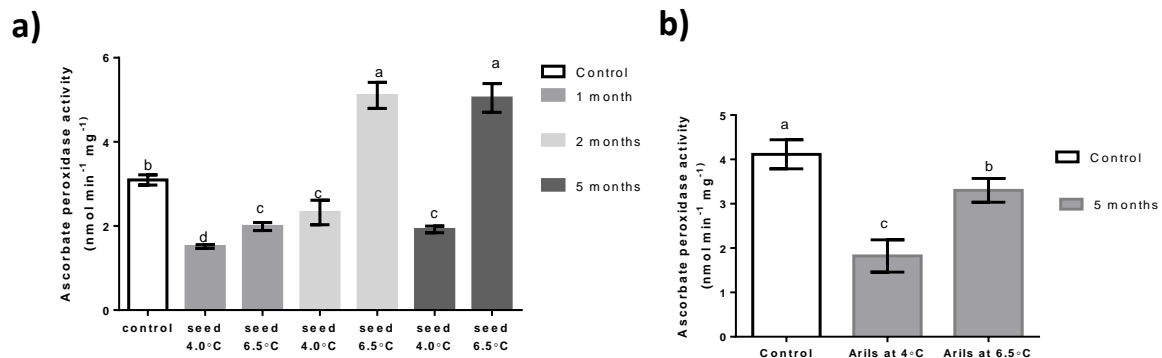 a)
Ascorbate peroxidase activity
(nmol min⁻¹ mg⁻¹)
6
4
2
0
b
d
c
c
a
c
a
control
seed
4.0°C
seed
6.5°C
seed
4.0°C
seed
6.5°C
seed
4.0°C
seed
6.5°C
Control
1 month
2 months
5 months
b)
Ascorbate peroxidase activity
(nmol min⁻¹ mg⁻¹)
5
4
3
2
1
0
a
c
b
Control
Arils at 4°C
Arils at 6.5°C
Control
5 months